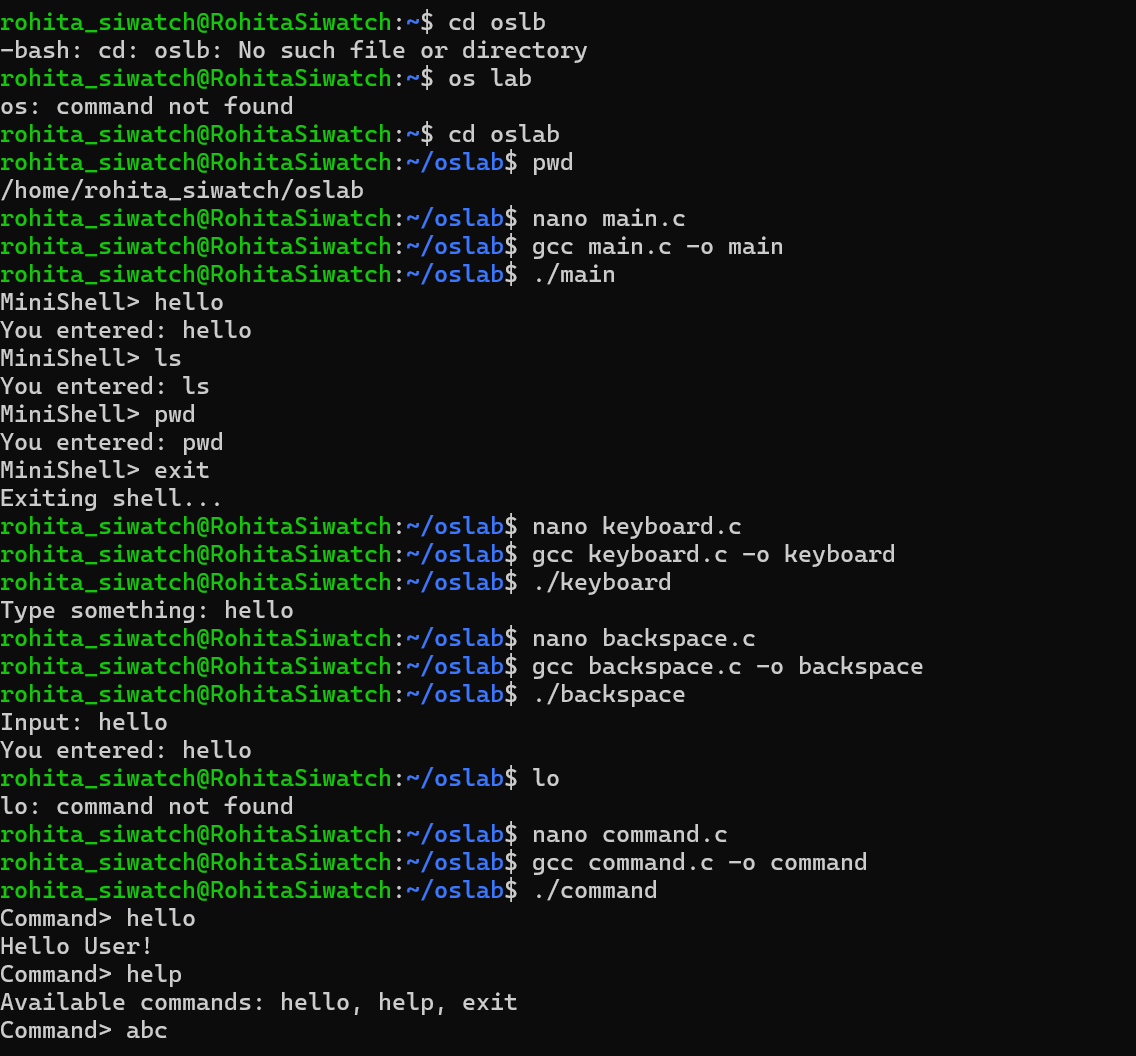 rohita_siwatch@RohitaSiwatch:~$ cd oslb
-bash: cd: oslb: No such file or directory
rohita_siwatch@RohitaSiwatch:~$ os lab
os: command not found
rohita_siwatch@RohitaSiwatch:~$ cd oslab
rohita_siwatch@RohitaSiwatch:~/oslab$ pwd
/home/rohita_siwatch/oslab
rohita_siwatch@RohitaSiwatch:~/oslab$ nano main.c
rohita_siwatch@RohitaSiwatch:~/oslab$ gcc main.c -o main
rohita_siwatch@RohitaSiwatch:~/oslab$ ./main
MiniShell> hello
You entered: hello
MiniShell> ls
You entered: ls
MiniShell> pwd
You entered: pwd
MiniShell> exit
Exiting shell...
rohita_siwatch@RohitaSiwatch:~/oslab$ nano keyboard.c
rohita_siwatch@RohitaSiwatch:~/oslab$ gcc keyboard.c -o keyboard
rohita_siwatch@RohitaSiwatch:~/oslab$ ./keyboard
Type something: hello
rohita_siwatch@RohitaSiwatch:~/oslab$ nano backspace.c
rohita_siwatch@RohitaSiwatch:~/oslab$ gcc backspace.c -o backspace
rohita_siwatch@RohitaSiwatch:~/oslab$ ./backspace
Input: hello
You entered: hello
rohita_siwatch@RohitaSiwatch:~/oslab$ lo
lo: command not found
rohita_siwatch@RohitaSiwatch:~/oslab$ nano command.c
rohita_siwatch@RohitaSiwatch:~/oslab$ gcc command.c -o command
rohita_siwatch@RohitaSiwatch:~/oslab$ ./command
Command> hello
Hello User!
Command> help
Available commands: hello, help, exit
Command> abc